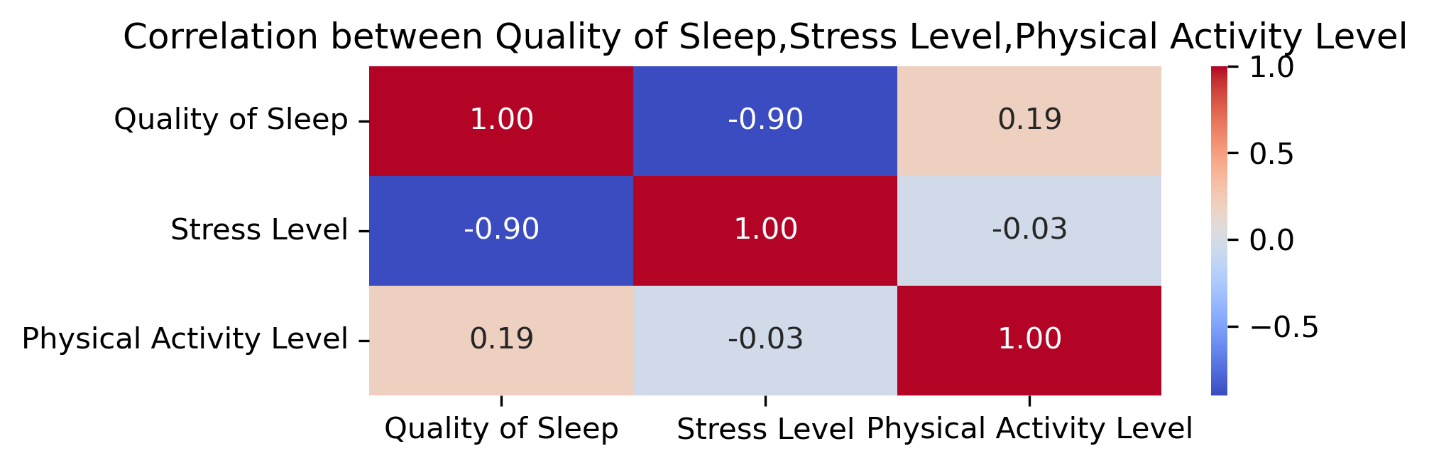 Correlation between Quality of Sleep,Stress Level,Physical Activity Level
Quality of Sleep 1.00 -0.90 0.19
Stress Level -0.90 1.00 -0.03
Physical Activity Level 0.19 -0.03 1.00
Quality of Sleep Stress Level Physical Activity Level
1.0
0.5
0.0
−0.5